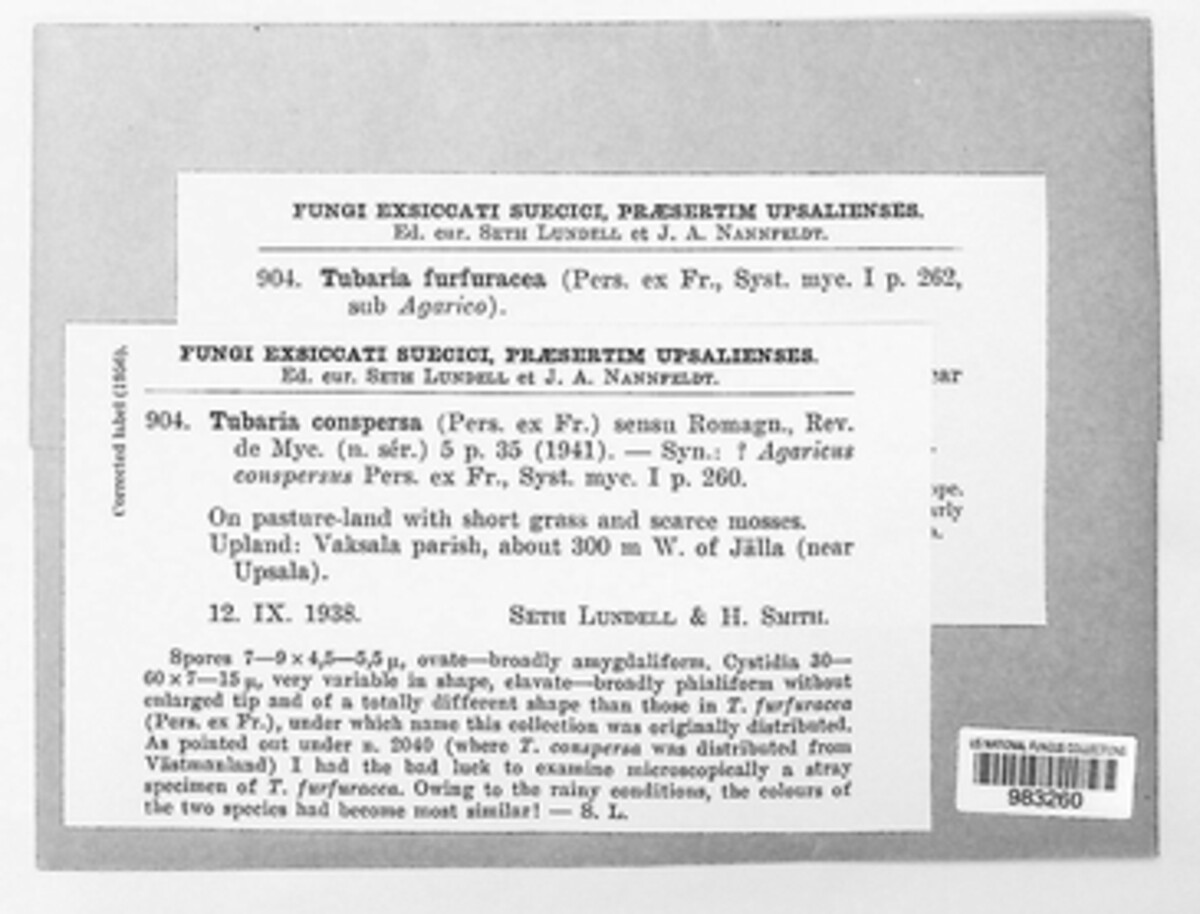 FUNGI EXSICCATI SUECICI, PRÆSERTIM UPSALIENSES.
Ed. cur. SETH LUNDELL et J. A. NANNFELDT.
904. Tubaria furfuracea (Pers. ex Fr., Syst. myc. I p. 262,
sub Agarico).
Corrected label (1956).
FUNGI EXSICCATI SUECICI, PRÆSERTIM UPSALIENSES.
Ed. cur. SETH LUNDELL et J. A. NANNFELDT.
904. Tubaria conspersa (Pers. ex Fr.) sensu Romagn., Rev.
de Myc. (n. sér.) 5 p. 35 (1941). — Syn.: ? Agaricus
conspersus Pers. ex Fr., Syst. myc. I p. 260.
On pasture-land with short grass and scarce mosses.
Upland: Vaksala parish, about 300 m W. of Jälla (near
Upsala).
12. IX. 1938. SETH LUNDELL & H. SMITH.
Spores 7—9 × 4,5—5,5 µ, ovate—broadly amygdaliform. Cystidia 30—
60 × 7—15 µ, very variable in shape, clavate—broadly phialiform without
enlarged tip and of a totally different shape than those in T. furfuracea
(Pers. ex Fr.), under which name this collection was originally distributed.
As pointed out under n. 2040 (where T. conspersa was distributed from
Västmanland) I had the bad luck to examine microscopically a stray
specimen of T. furfuracea. Owing to the rainy conditions, the colours of
the two species had become most similar! — S. L.
ear
ope.
arly
US NATIONAL FUNGUS COLLECTIONS
983260